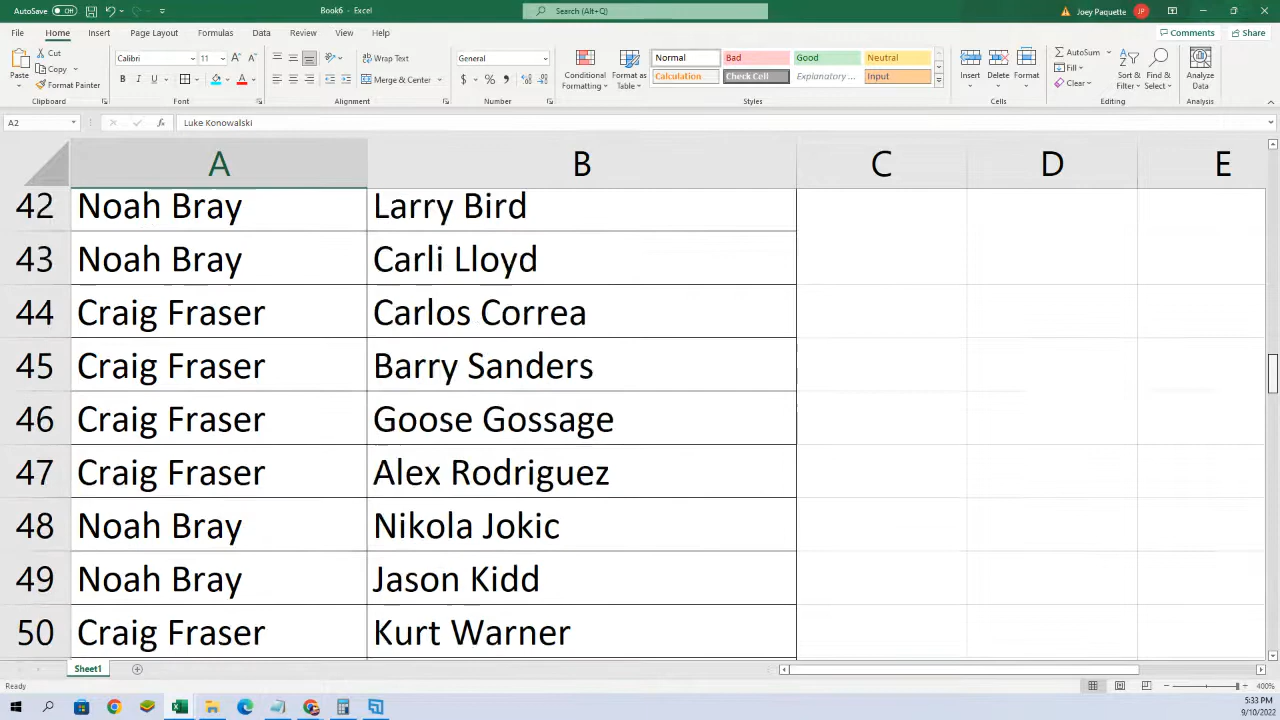 AutoSave Off Book6 - Excel Search (Alt+Q) Joey Paquette JP
File Home Insert Page Layout Formulas Data Review View Help Comments Share
Paste Cut Copy Format Painter Clipboard
Calibri 11 B I U A Font
Wrap Text Merge & Center Alignment
General $ % Number
Conditional Formatting Format as Table
Normal Bad Good Neutral
Calculation Check Cell Explanatory ... Input
Styles
Insert Delete Format Cells
AutoSum Fill Clear Sort & Filter Find & Select Editing
Analyze Data Analysis
A2 fx Luke Konowalski
A B C D E
42 Noah Bray Larry Bird
43 Noah Bray Carli Lloyd
44 Craig Fraser Carlos Correa
45 Craig Fraser Barry Sanders
46 Craig Fraser Goose Gossage
47 Craig Fraser Alex Rodriguez
48 Noah Bray Nikola Jokic
49 Noah Bray Jason Kidd
50 Craig Fraser Kurt Warner
Sheet1
Ready 400%
5:33 PM
9/10/2022